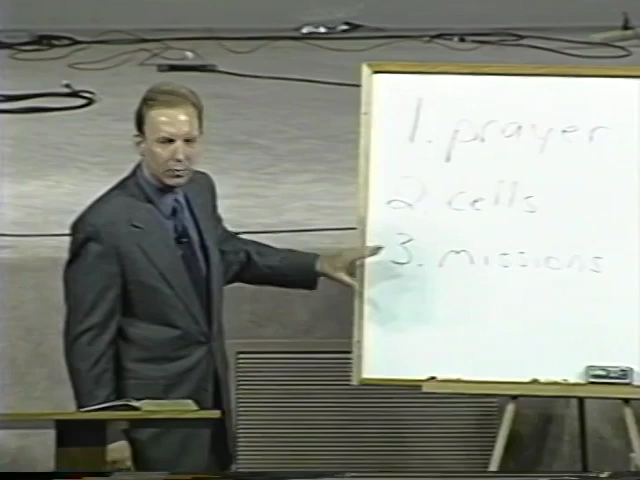 1. prayer
2. cells
3. missions